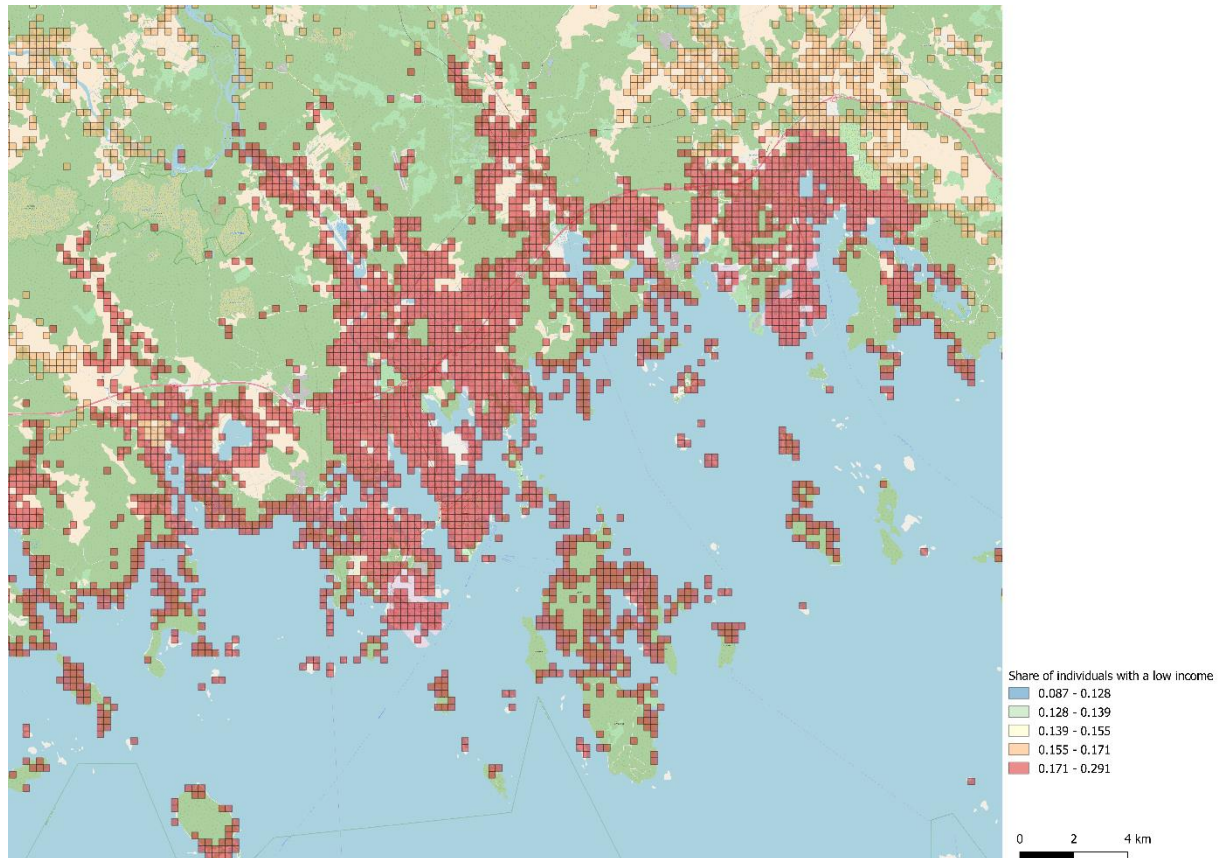 Share of individuals with a low income
0.087 - 0.128
0.128 - 0.139
0.139 - 0.155
0.155 - 0.171
0.171 - 0.291
0 2 4 km